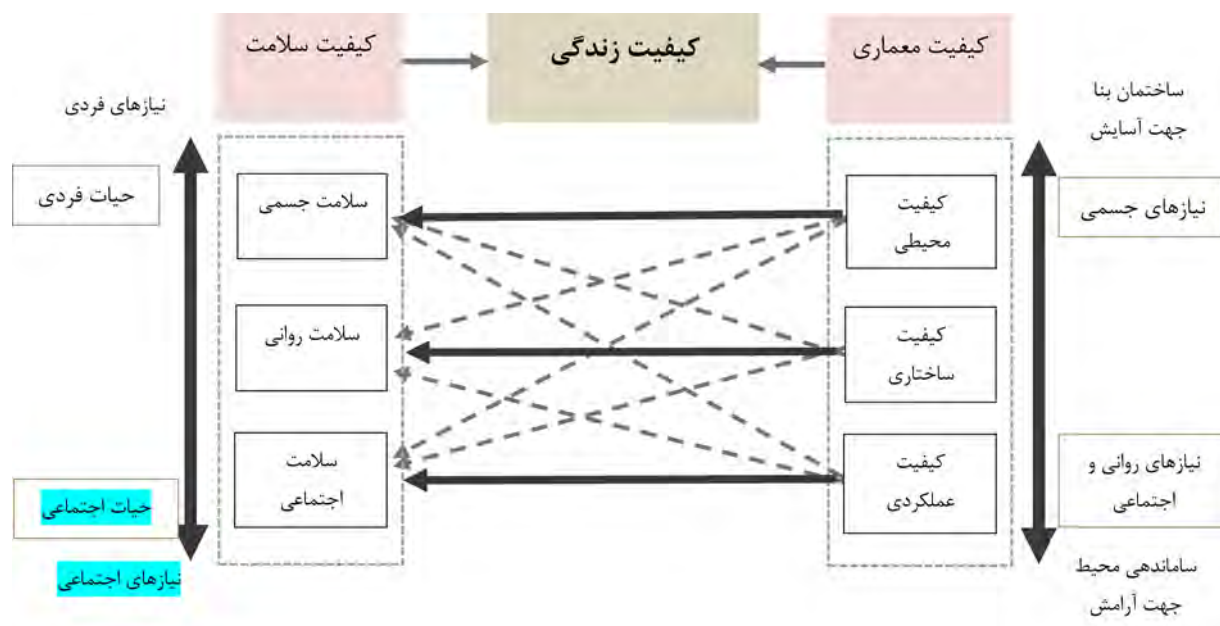 کیفیت معماری
کیفیت زندگی
کیفیت سلامت
ساختمان بنا
جهت آسایش
نیازهای جسمی
نیازهای روانی و
اجتماعی
ساماندهی محیط
جهت آرامش
کیفیت
محیطی
کیفیت
ساختاری
کیفیت
عملکردی
سلامت جسمی
سلامت روانی
سلامت
اجتماعی
نیازهای فردی
حیات فردی
حیات اجتماعی
نیازهای اجتماعی